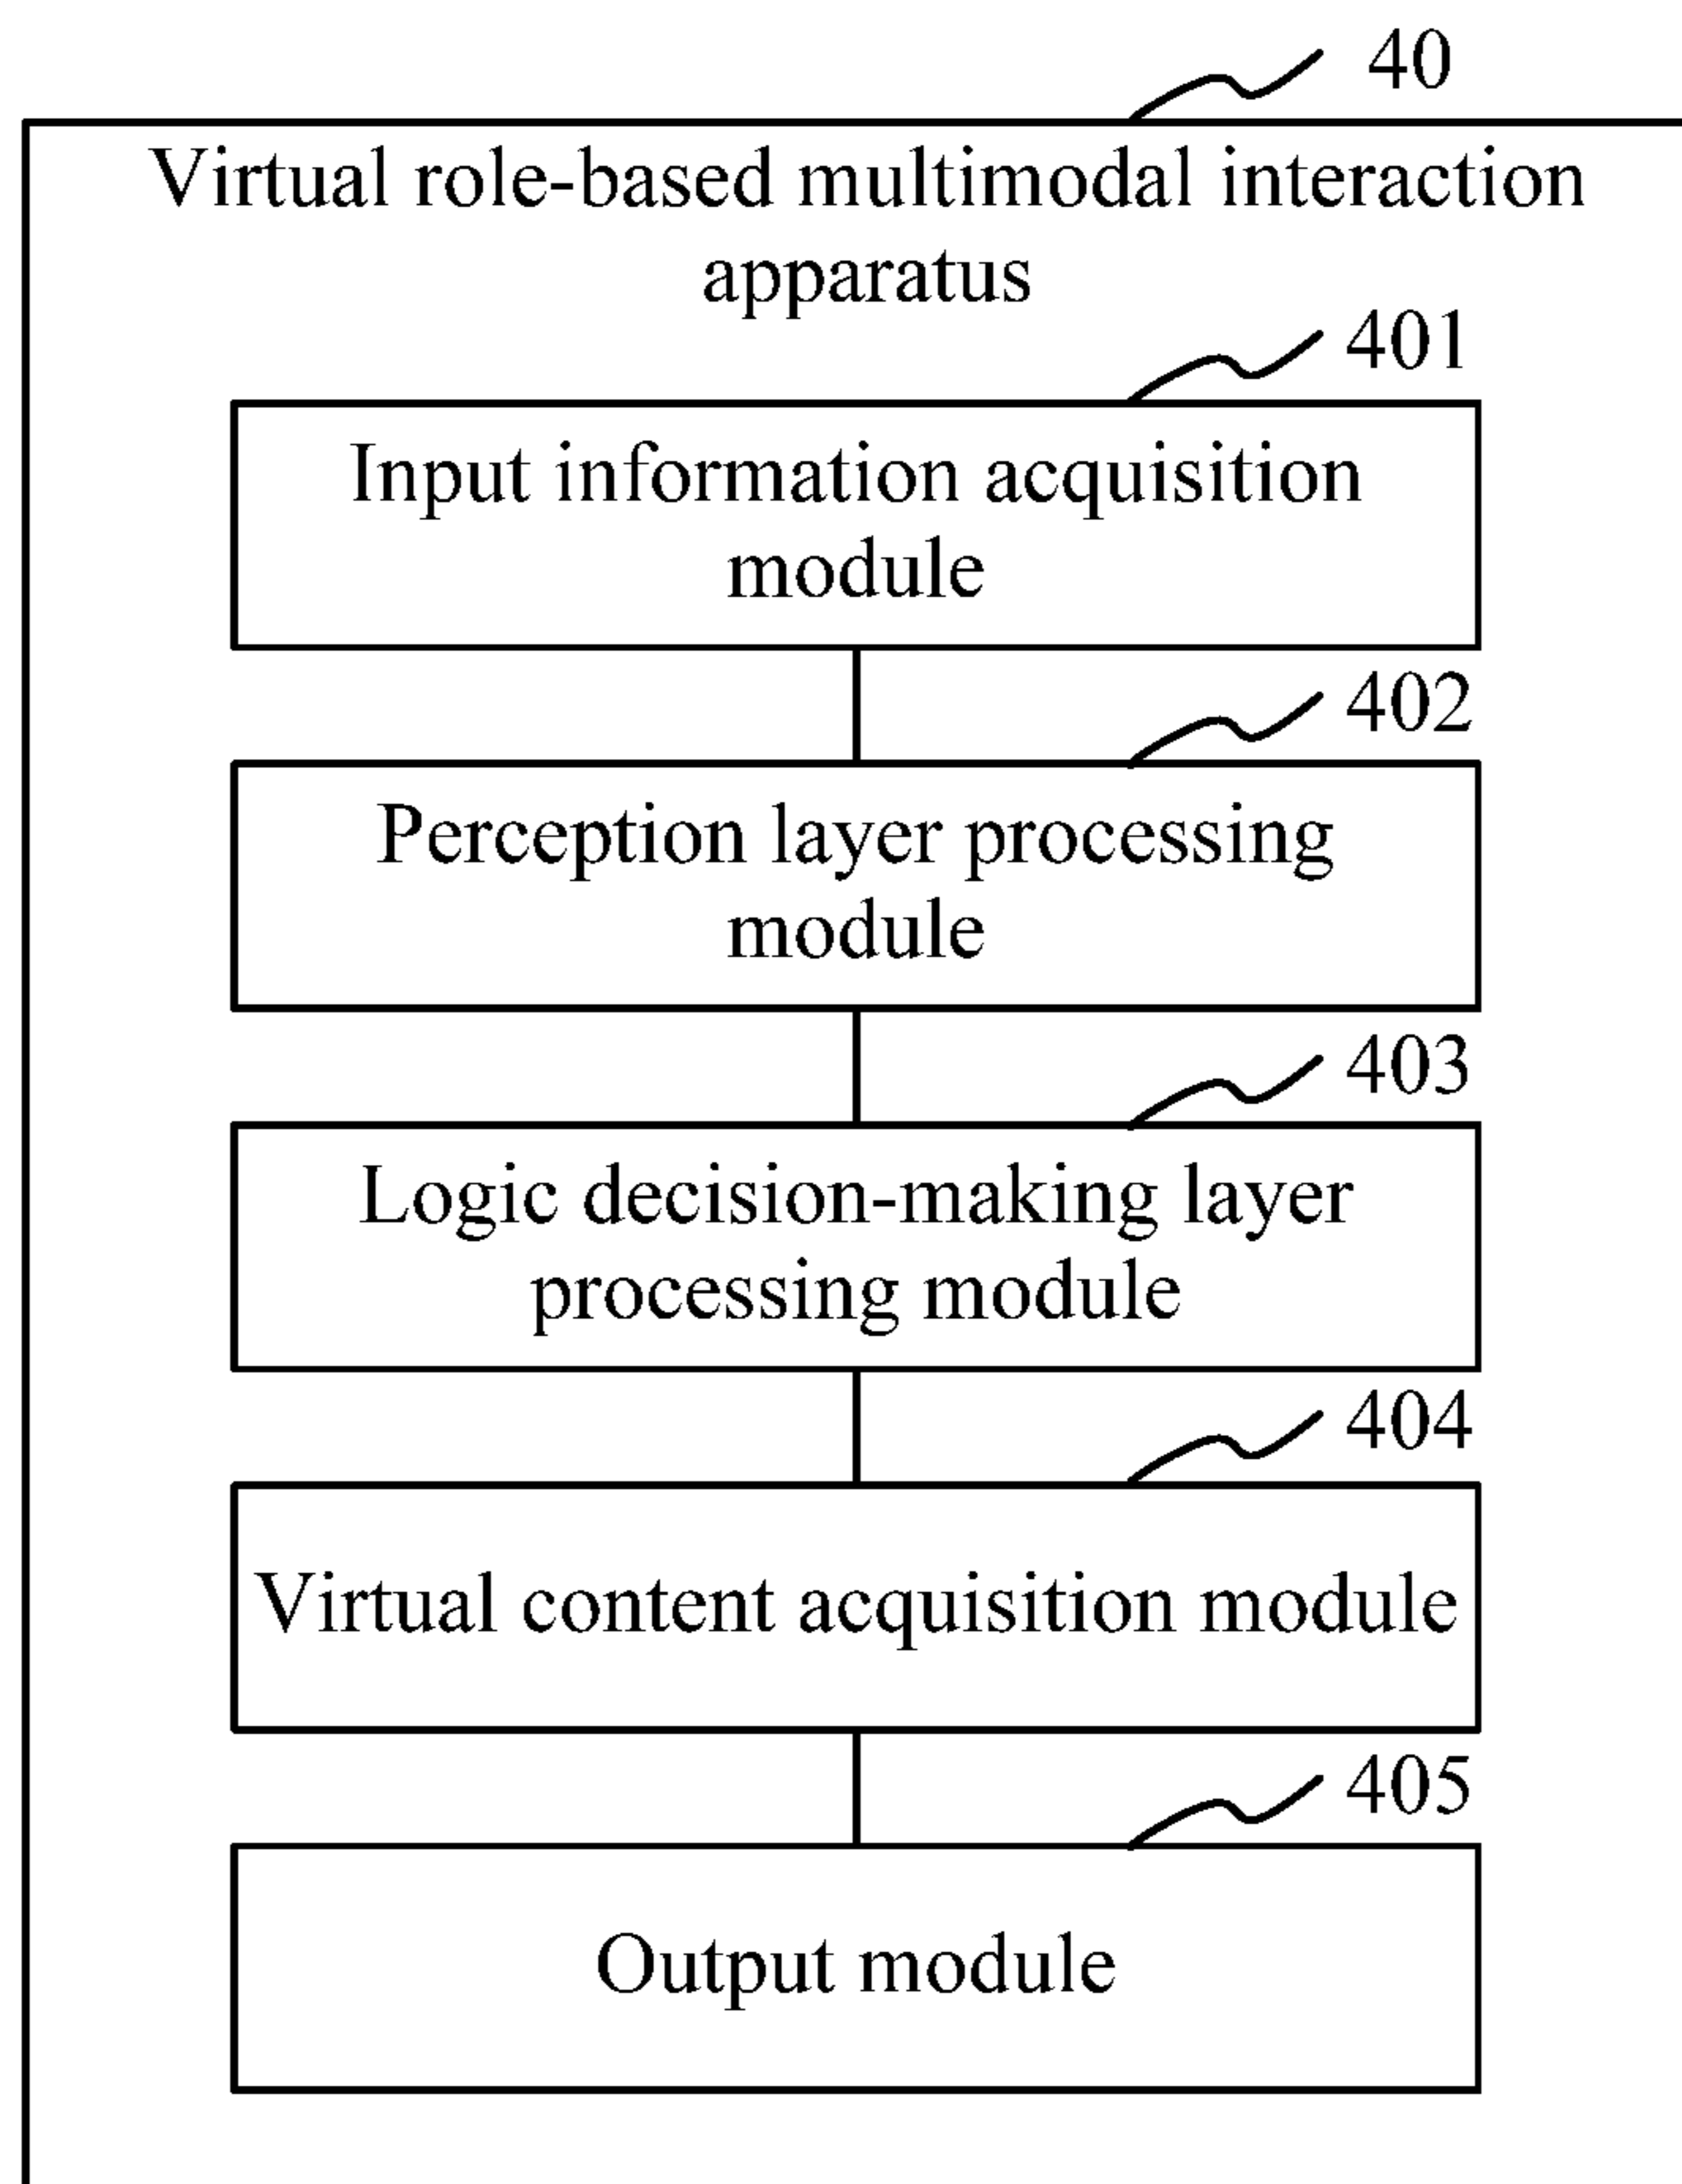 40
Virtual role-based multimodal interaction
apparatus
401
Input information acquisition
module
402
Perception layer processing
module
403
Logic decision-making layer
processing module
404
Virtual content acquisition module
405
Output module